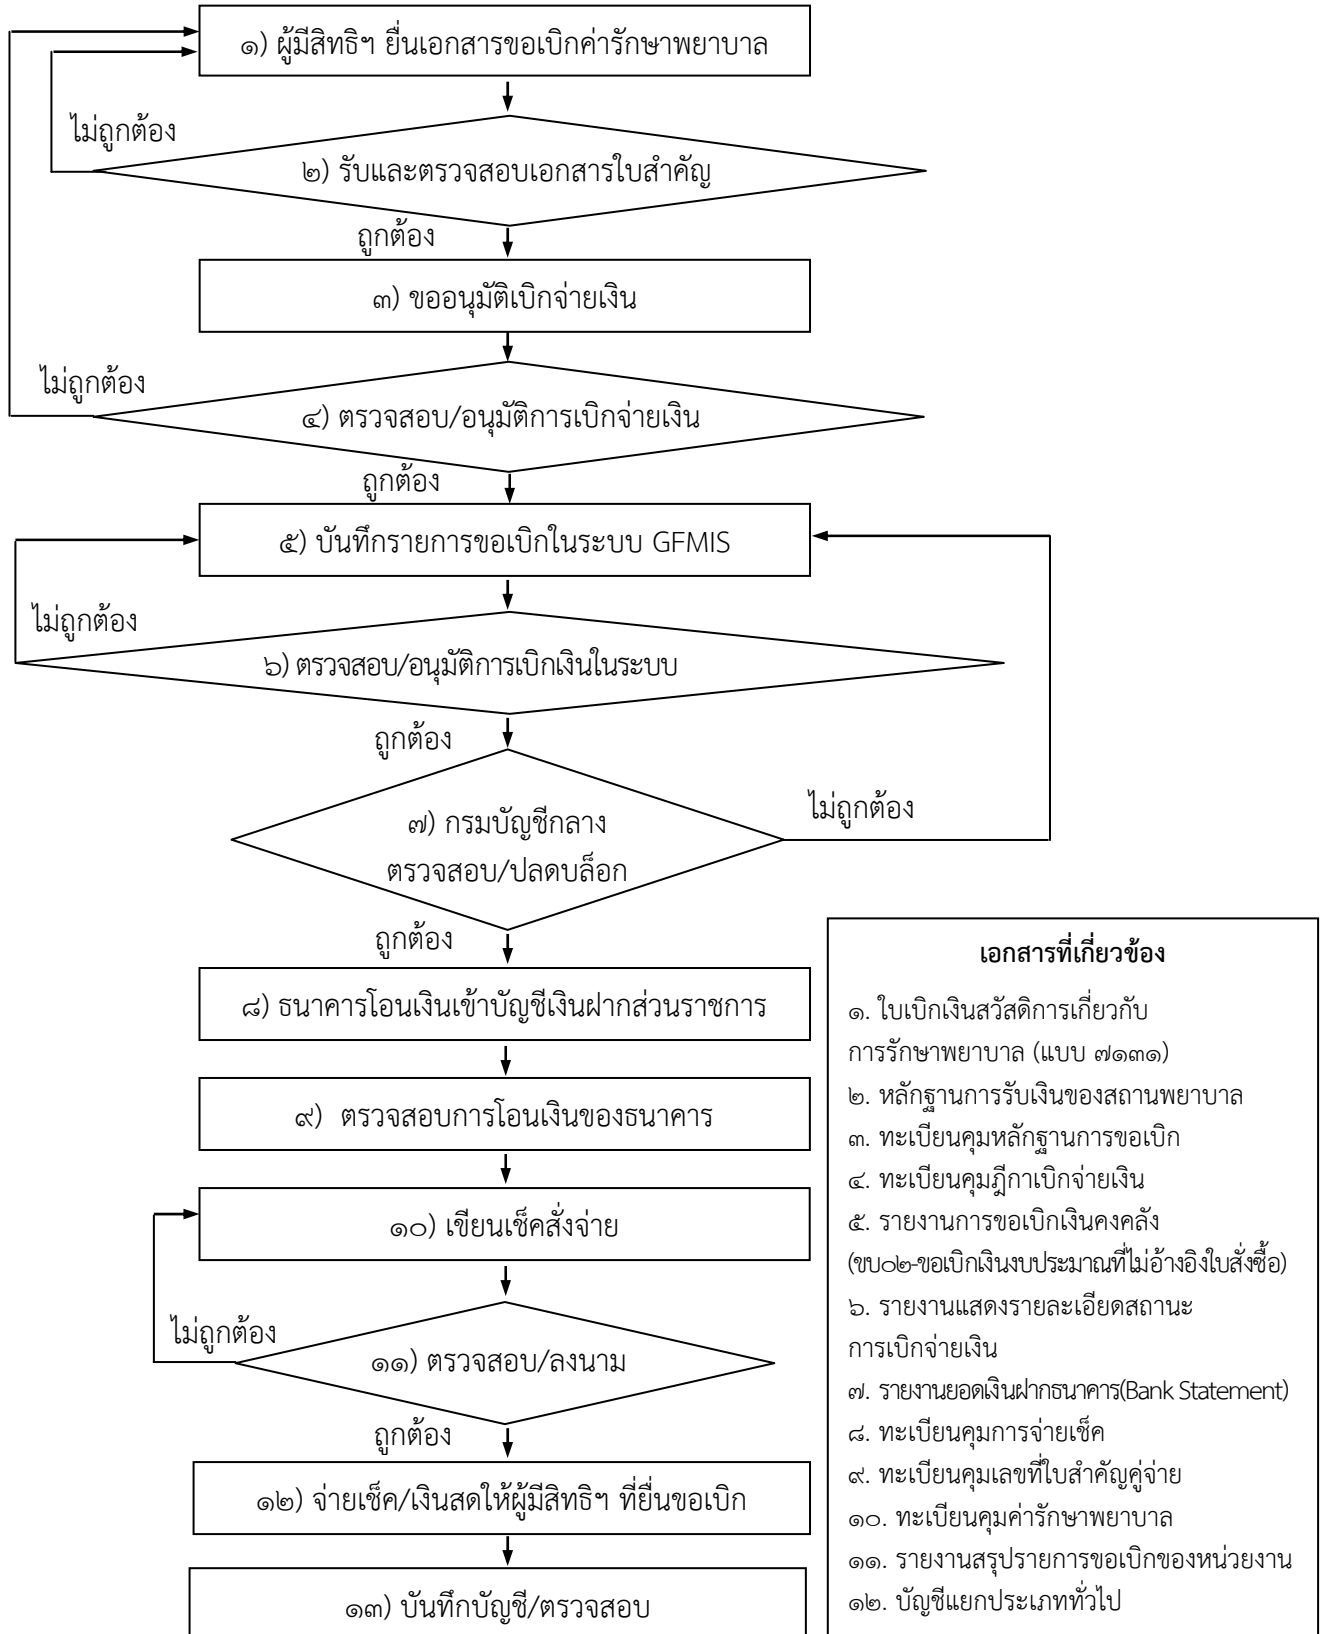 ๑) ผู้มีสิทธิฯ ยื่นเอกสารขอเบิกค่ารักษาพยาบาล
ไม่ถูกต้อง
๒) รับและตรวจสอบเอกสารใบสำคัญ
ถูกต้อง
๓) ขออนุมัติเบิกจ่ายเงิน
ไม่ถูกต้อง
๔) ตรวจสอบ/อนุมัติการเบิกจ่ายเงิน
ถูกต้อง
๕) บันทึกรายการขอเบิกในระบบ GFMIS
ไม่ถูกต้อง
๖) ตรวจสอบ/อนุมัติการเบิกเงินในระบบ
ถูกต้อง
๗) กรมบัญชีกลาง
ตรวจสอบ/ปลดบล็อก
ไม่ถูกต้อง
ถูกต้อง
๘) ธนาคารโอนเงินเข้าบัญชีเงินฝากส่วนราชการ
๙) ตรวจสอบการโอนเงินของธนาคาร
๑๐) เขียนเช็คสั่งจ่าย
ไม่ถูกต้อง
๑๑) ตรวจสอบ/ลงนาม
ถูกต้อง
๑๒) จ่ายเช็ค/เงินสดให้ผู้มีสิทธิฯ ที่ยื่นขอเบิก
๑๓) บันทึกบัญชี/ตรวจสอบ
เอกสารที่เกี่ยวข้อง
๑. ใบเบิกเงินสวัสดิการเกี่ยวกับ
การรักษาพยาบาล (แบบ ๗๑๓๑)
๒. หลักฐานการรับเงินของสถานพยาบาล
๓. ทะเบียนคุมหลักฐานการขอเบิก
๔. ทะเบียนคุมฎีกาเบิกจ่ายเงิน
๕. รายงานการขอเบิกเงินคงคลัง
(ขบ๐๒-ขอเบิกเงินงบประมาณที่ไม่อ้างอิงใบสั่งซื้อ)
๖. รายงานแสดงรายละเอียดสถานะ
การเบิกจ่ายเงิน
๗. รายงานยอดเงินฝากธนาคาร(Bank Statement)
๘. ทะเบียนคุมการจ่ายเช็ค
๙. ทะเบียนคุมเลขที่ใบสำคัญคู่จ่าย
๑๐. ทะเบียนคุมค่ารักษาพยาบาล
๑๑. รายงานสรุปรายการขอเบิกของหน่วยงาน
๑๒. บัญชีแยกประเภททั่วไป